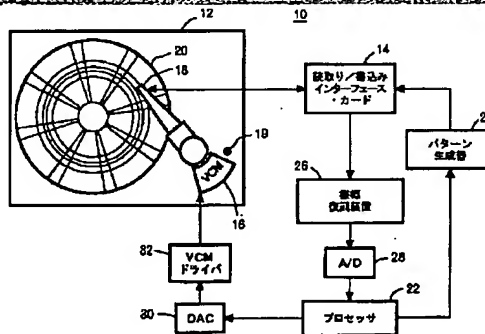 12
10
20
18
14
読取り/書込み
インターフェース
・カード
2
パターン
生成器
19
VCM
16
26
復調装置
A/D
28
32
VCM
ドライバ
DAC
30
プロセッサ
22